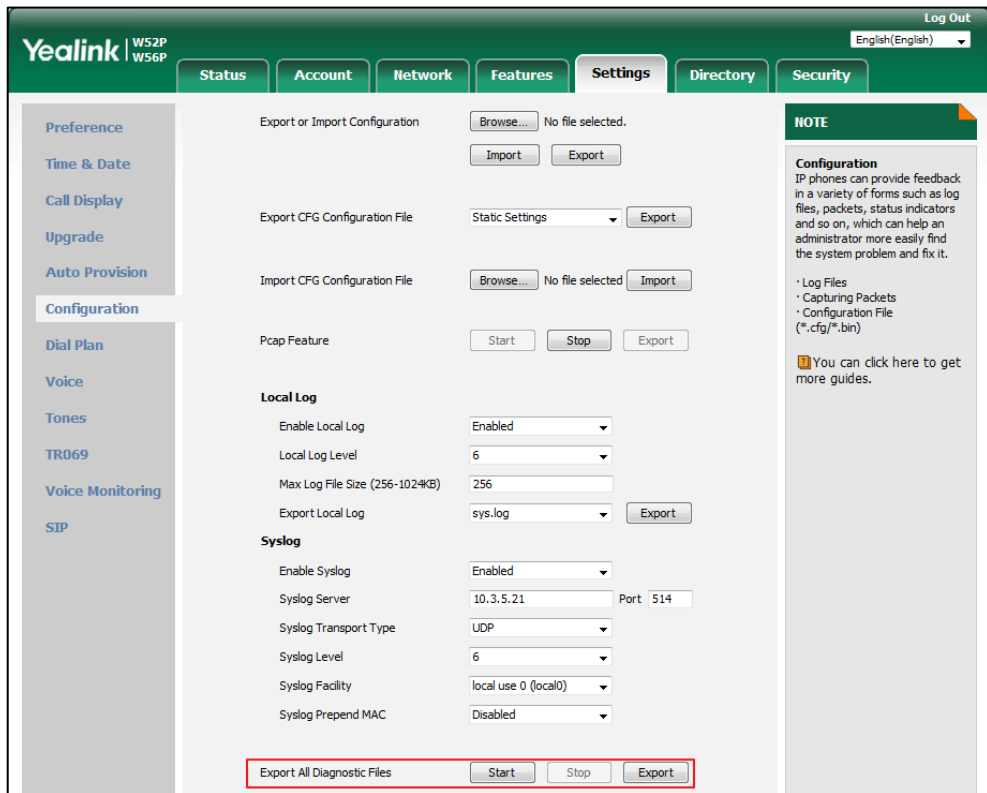 Log Out
Yealink | W52P W56P
English(English)
Status Account Network Features Settings Directory Security
Preference
Time & Date
Call Display
Upgrade
Auto Provision
Configuration
Dial Plan
Voice
Tones
TR069
Voice Monitoring
SIP
Export or Import Configuration Browse... No file selected.
Import Export
Export CFG Configuration File Static Settings Export
Import CFG Configuration File Browse... No file selected Import
Pcap Feature Start Stop Export
Local Log
Enable Local Log Enabled
Local Log Level 6
Max Log File Size (256-1024KB) 256
Export Local Log sys.log Export
Syslog
Enable Syslog Enabled
Syslog Server 10.3.5.21 Port 514
Syslog Transport Type UDP
Syslog Level 6
Syslog Facility local use 0 (local0)
Syslog Prepend MAC Disabled
Export All Diagnostic Files Start Stop Export
NOTE
Configuration
IP phones can provide feedback
in a variety of forms such as log
files, packets, status indicators
and so on, which can help an
administrator more easily find
the system problem and fix it.
· Log Files
· Capturing Packets
· Configuration File
(*.cfg/*.bin)
You can click here to get
more guides.